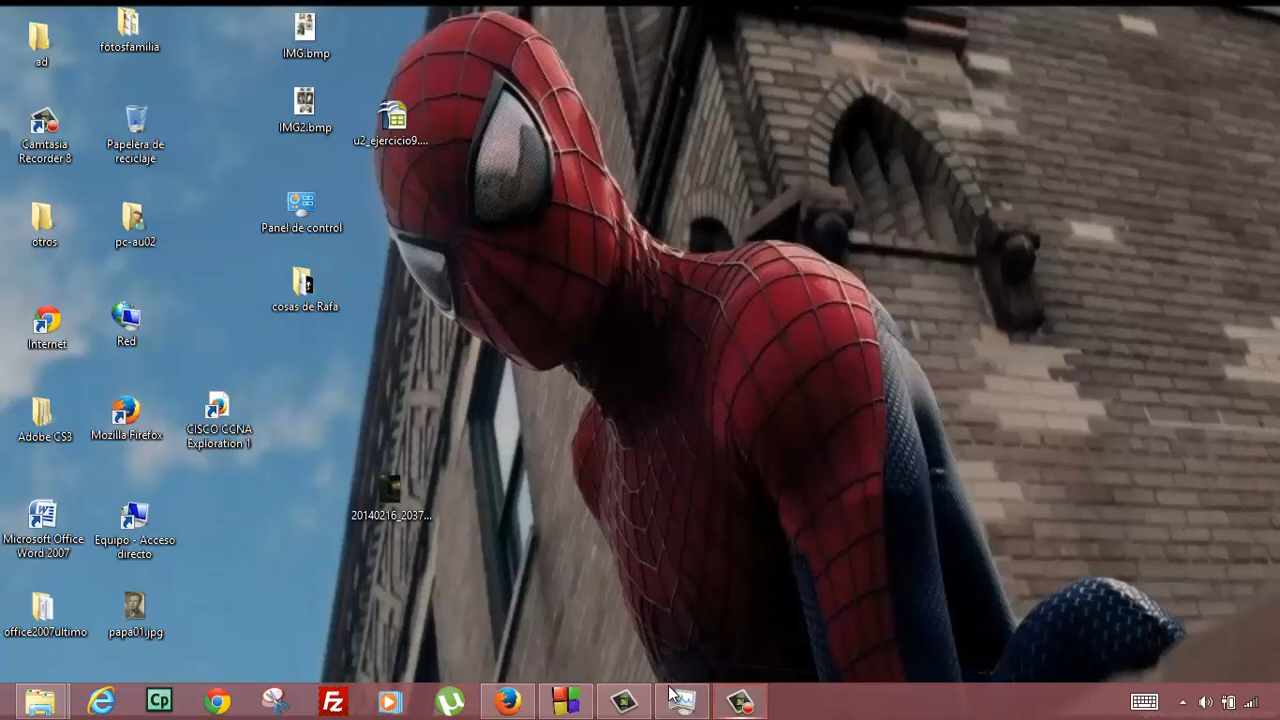 ad
fotosfamilia
IMG.bmp
Camtasia
Recorder 8
Papelera de
reciclaje
IMG2.bmp
u2_ejercicio9....
otros
pc-au02
Panel de control
cosas de Rafa
Internet
Red
Adobe CS3
Mozilla Firefox
CISCO CCNA
Exploration 1
20140216_2037...
Microsoft Office
Word 2007
Equipo - Acceso
directo
office2007ultimo
papa01jpg
Cp
FZ